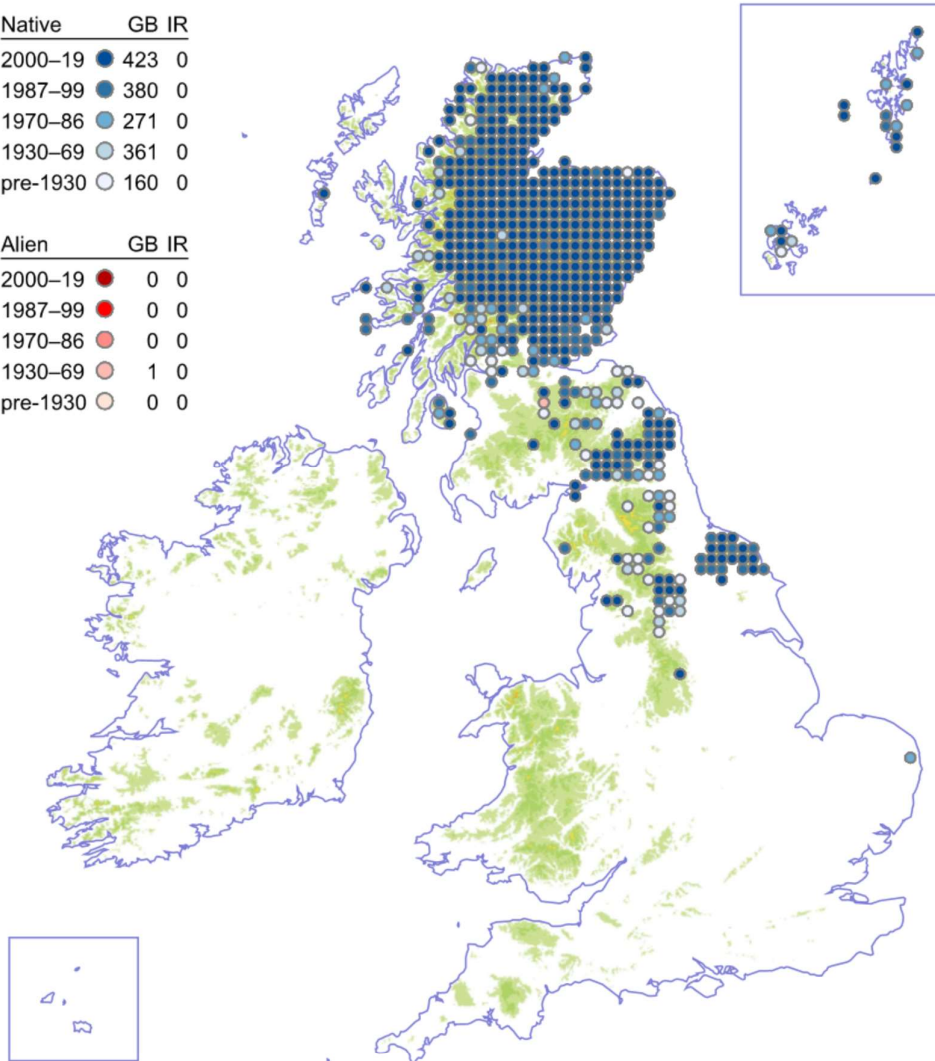 Native GB IR
2000–19 423 0
1987–99 380 0
1970–86 271 0
1930–69 361 0
pre-1930 160 0
Alien GB IR
2000–19 0 0
1987–99 0 0
1970–86 0 0
1930–69 1 0
pre-1930 0 0